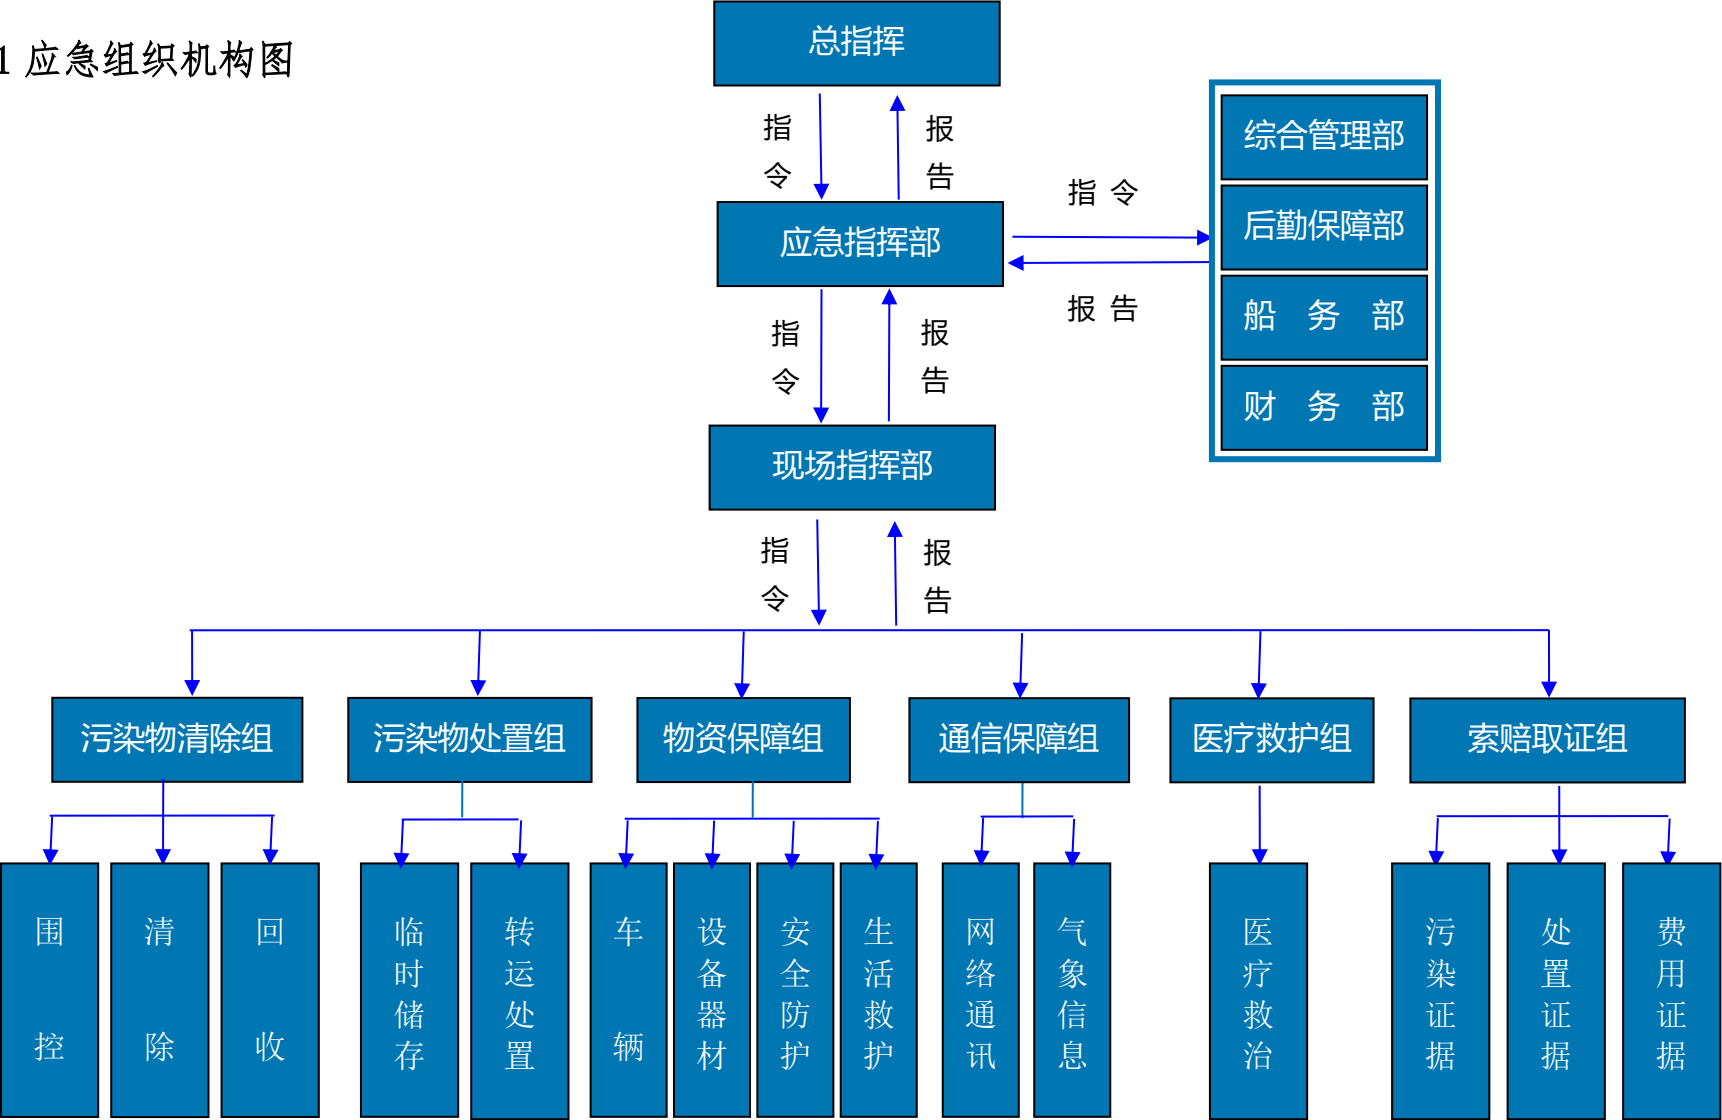 1 应急组织机构图
总指挥
指令
报告
应急指挥部
指 令
报 告
综合管理部
后勤保障部
船 务 部
财 务 部
指令
报告
现场指挥部
指令
报告
污染物清除组
污染物处置组
物资保障组
通信保障组
医疗救护组
索赔取证组
围控
清除
回收
临时储存
转运处置
车辆
设备器材
安全防护
生活救护
网络通讯
气象信息
医疗救治
污染证据
处置证据
费用证据